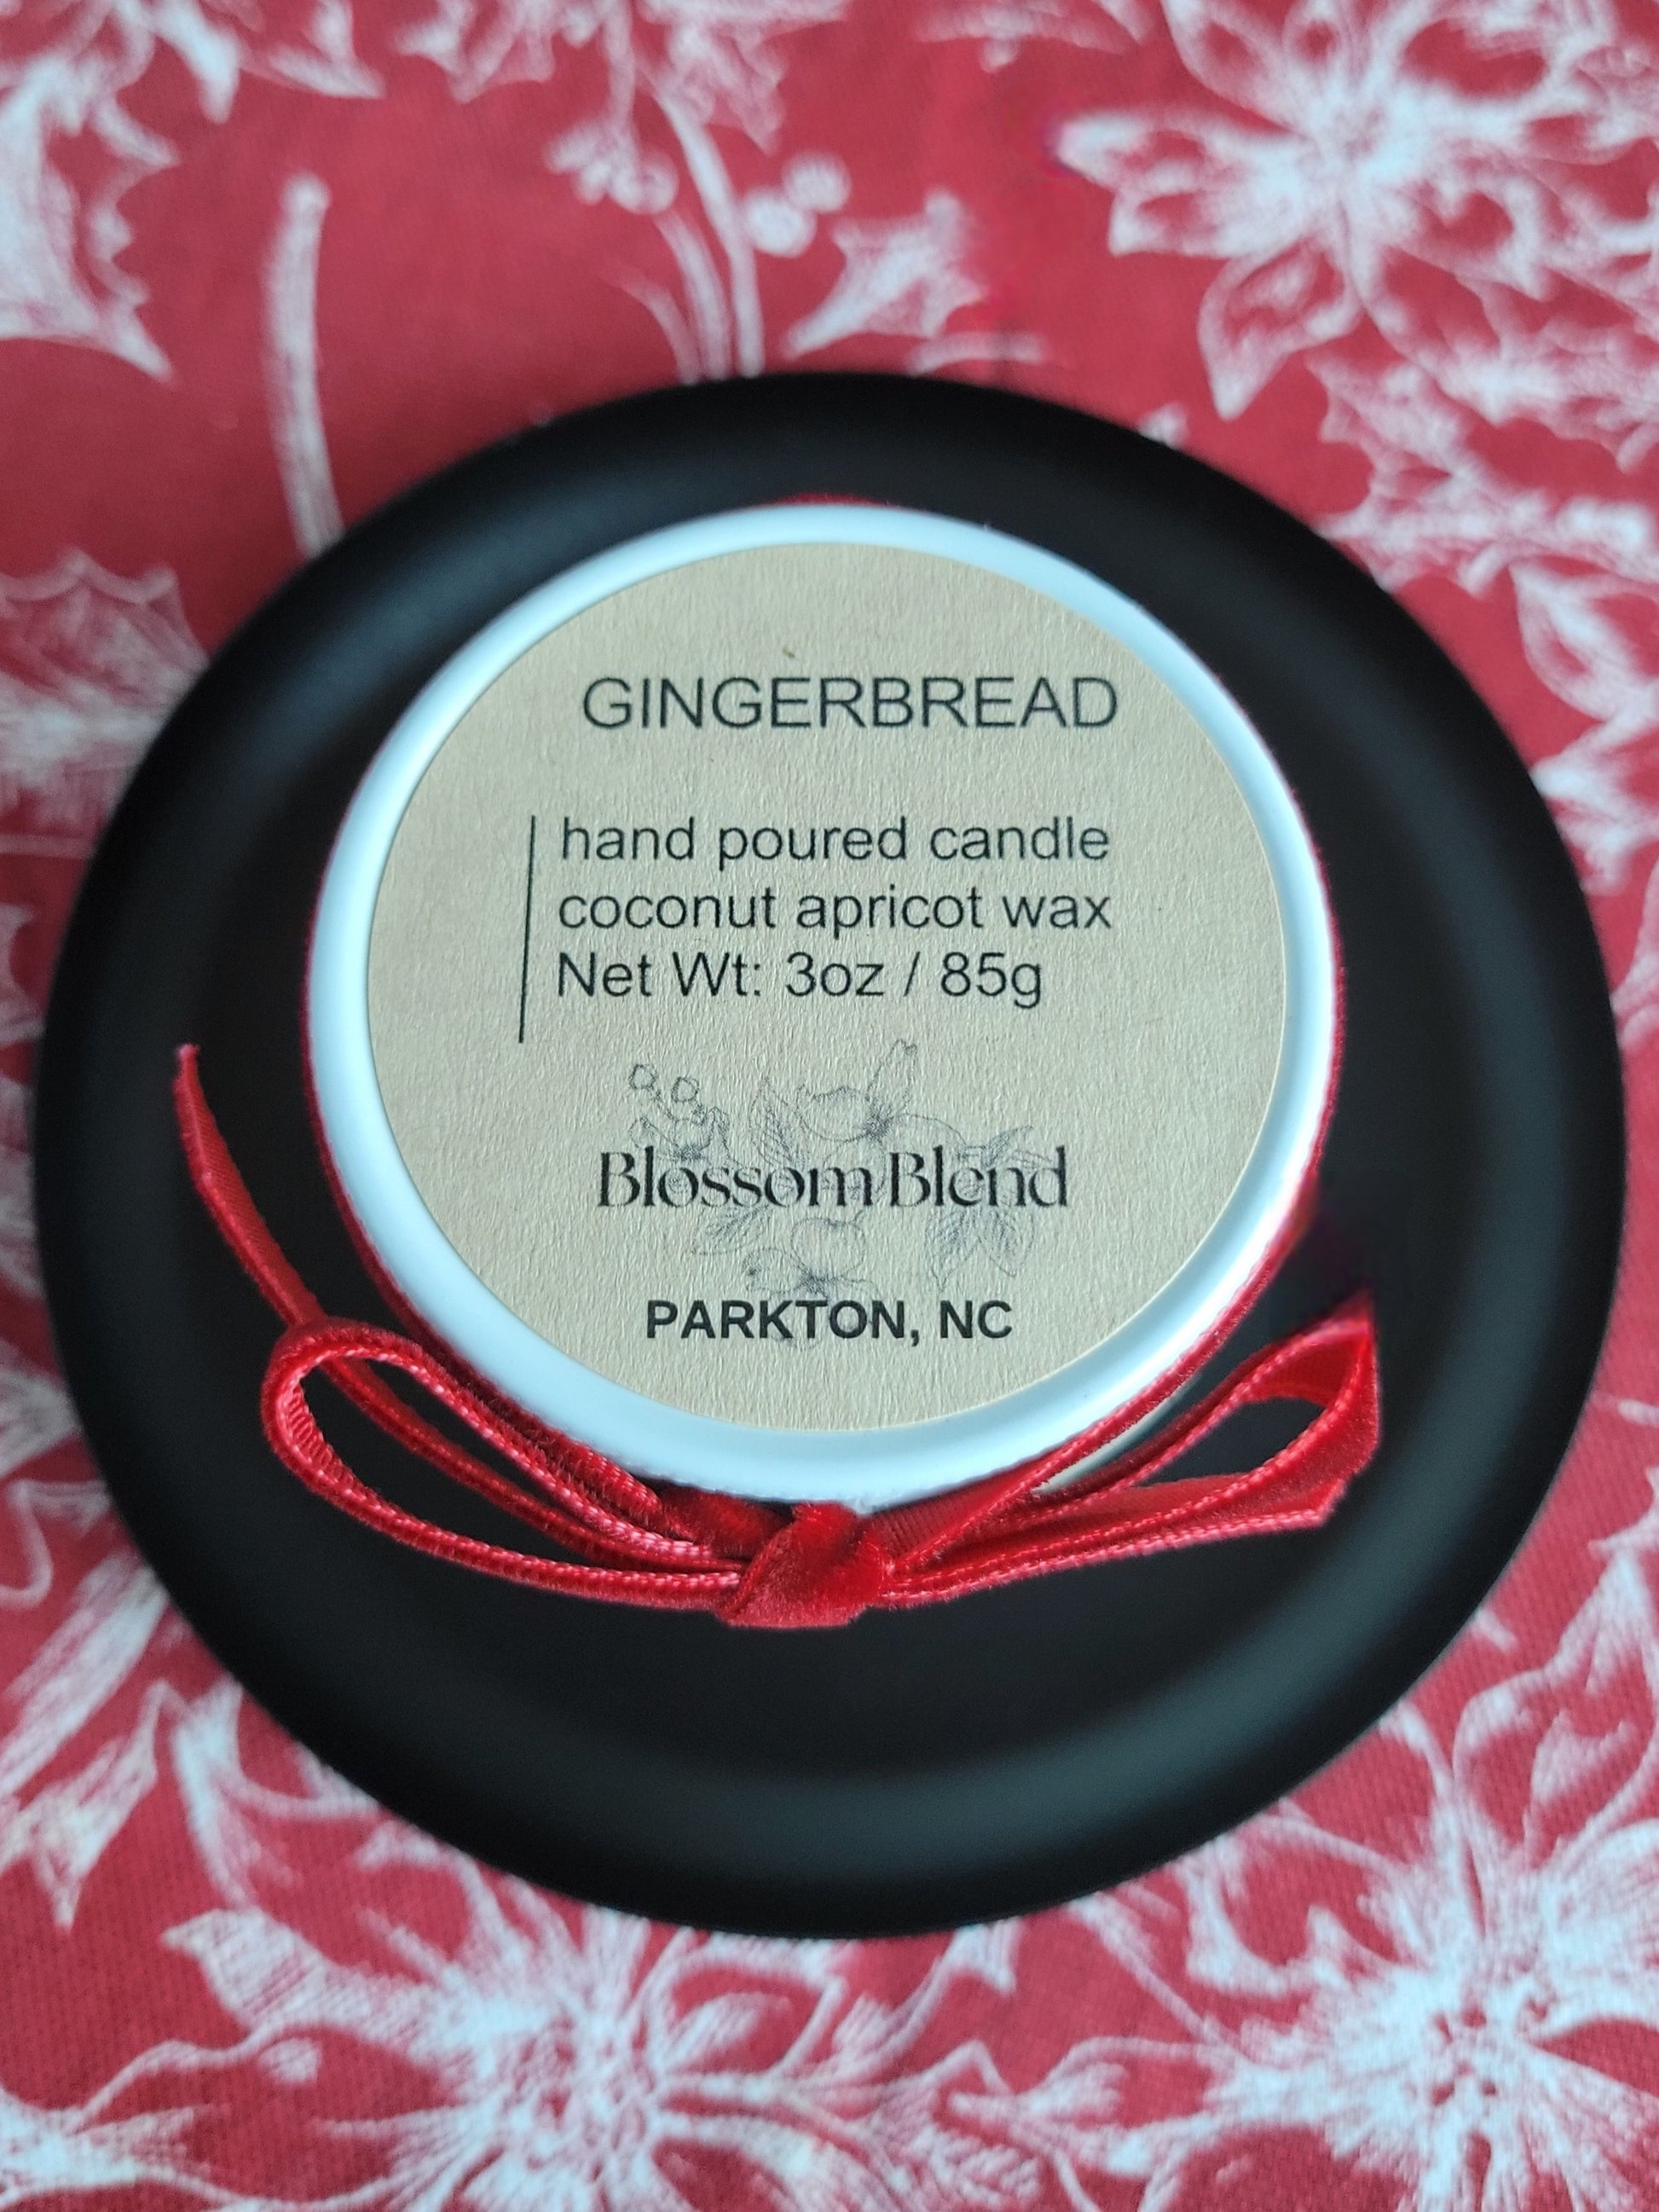 GINGERBREAD
hand poured candle
coconut apricot wax
Net Wt: 3oz / 85g
Blossom Blend
PARKTON, NC